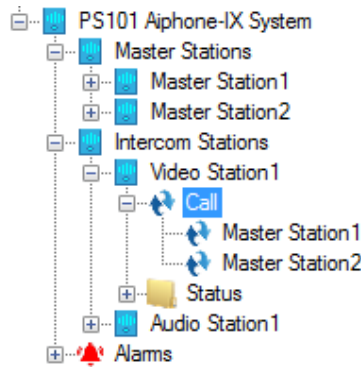 PS101 Aiphone-IX System
Master Stations
Master Station1
Master Station2
Intercom Stations
Video Station1
Call
Master Station1
Master Station2
Status
Audio Station1
Alarms